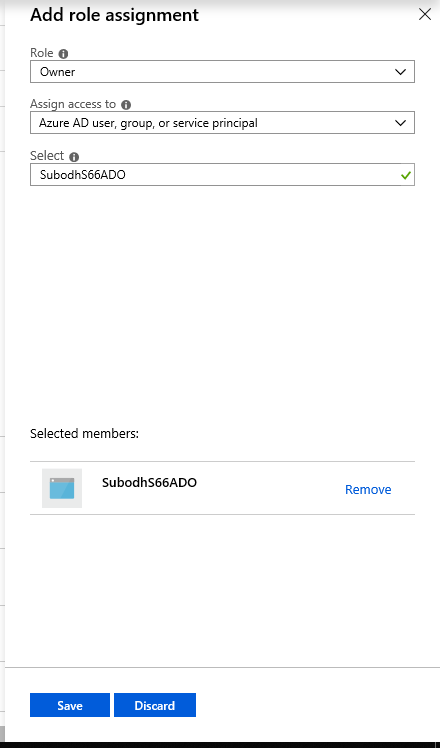 Add role assignment
Role
Owner
Assign access to
Azure AD user, group, or service principal
Select
SubodhS66ADO
Selected members:
SubodhS66ADO
Remove
Save
Discard